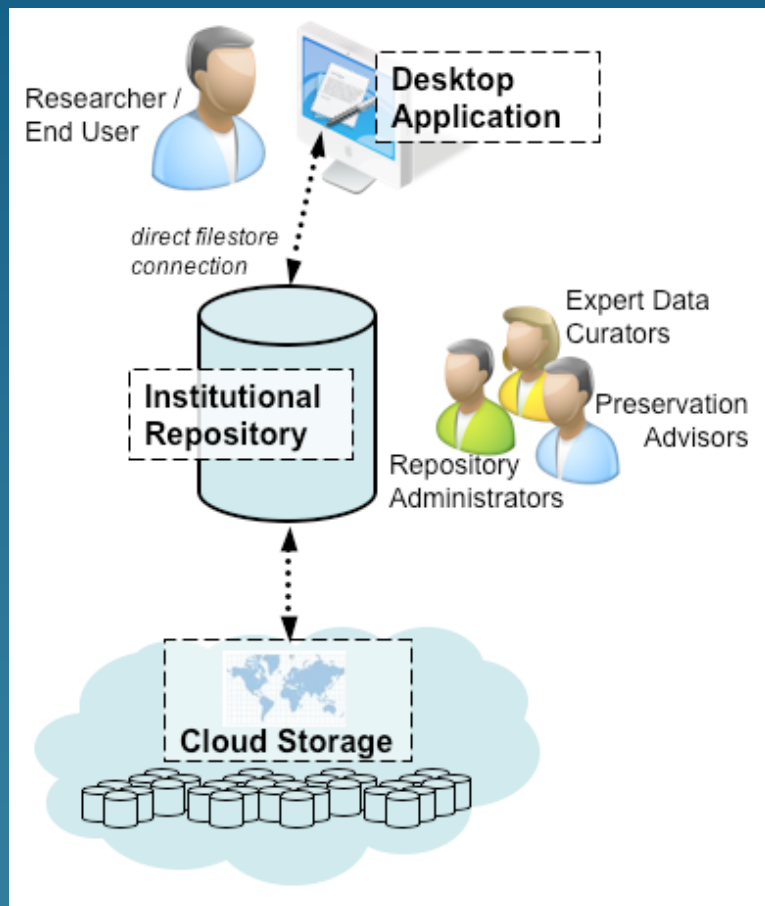 Researcher /
End User
Desktop
Application
direct filestore
connection
Institutional
Repository
Expert Data
Curators
Preservation
Advisors
Repository
Administrators
Cloud Storage